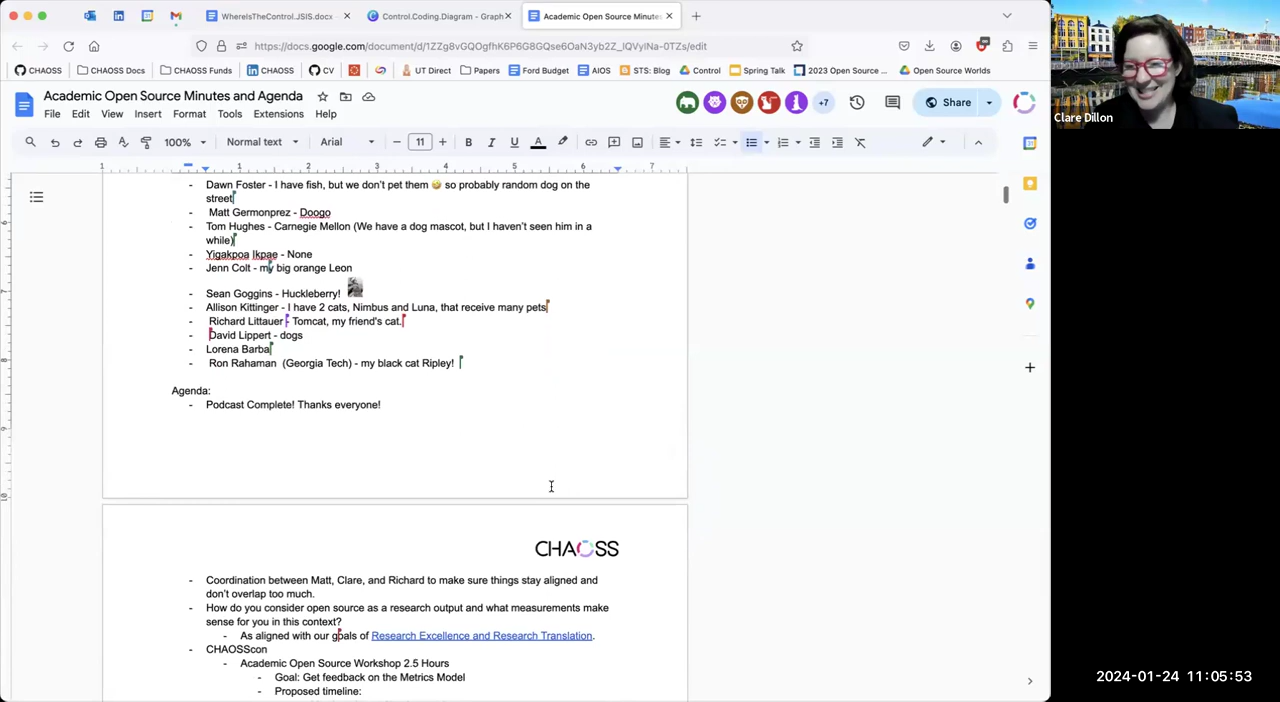 WhereIsTheControl.JSIS.docx
Control.Coding.Diagram - Graph
Academic Open Source Minutes
https://docs.google.com/document/d/
CHAOSS
CHAOSS Docs
CHAOSS Funds
CHAOSS
CV
UT Direct
Papers
Ford Budget
AIOS
STS: Blog
Control
Spring Talk
2023 Open Source ...
Open Source Worlds
Academic Open Source Minutes and Agenda
File Edit View Insert Format Tools Extensions Help
+7
Share
100% Normal text Arial 11 B I U A
1 1 2 3 4 5 6 7
- Dawn Foster - I have fish, but we don't pet them 🤣 so probably random dog on the
street
- Matt Germonprez - Doogo
- Tom Hughes - Carnegie Mellon (We have a dog mascot, but I haven't seen him in a
while)
- Yigakpoa Ikpae - None
- Jenn Colt - my big orange Leon
- Sean Goggins - Huckleberry!
- Allison Kittinger - I have 2 cats, Nimbus and Luna, that receive many pets
- Richard Littauer - Tomcat, my friend's cat.
- David Lippert - dogs
- Lorena Barba
- Ron Rahaman (Georgia Tech) - my black cat Ripley!
Agenda:
- Podcast Complete! Thanks everyone!
CHAOSS
- Coordination between Matt, Clare, and Richard to make sure things stay aligned and
don't overlap too much.
- How do you consider open source as a research output and what measurements make
sense for you in this context?
- As aligned with our goals of Research Excellence and Research Translation.
- CHAOSScon
- Academic Open Source Workshop 2.5 Hours
- Goal: Get feedback on the Metrics Model
- Proposed timeline:
Clare Dillon
2024-01-24 11:05:53